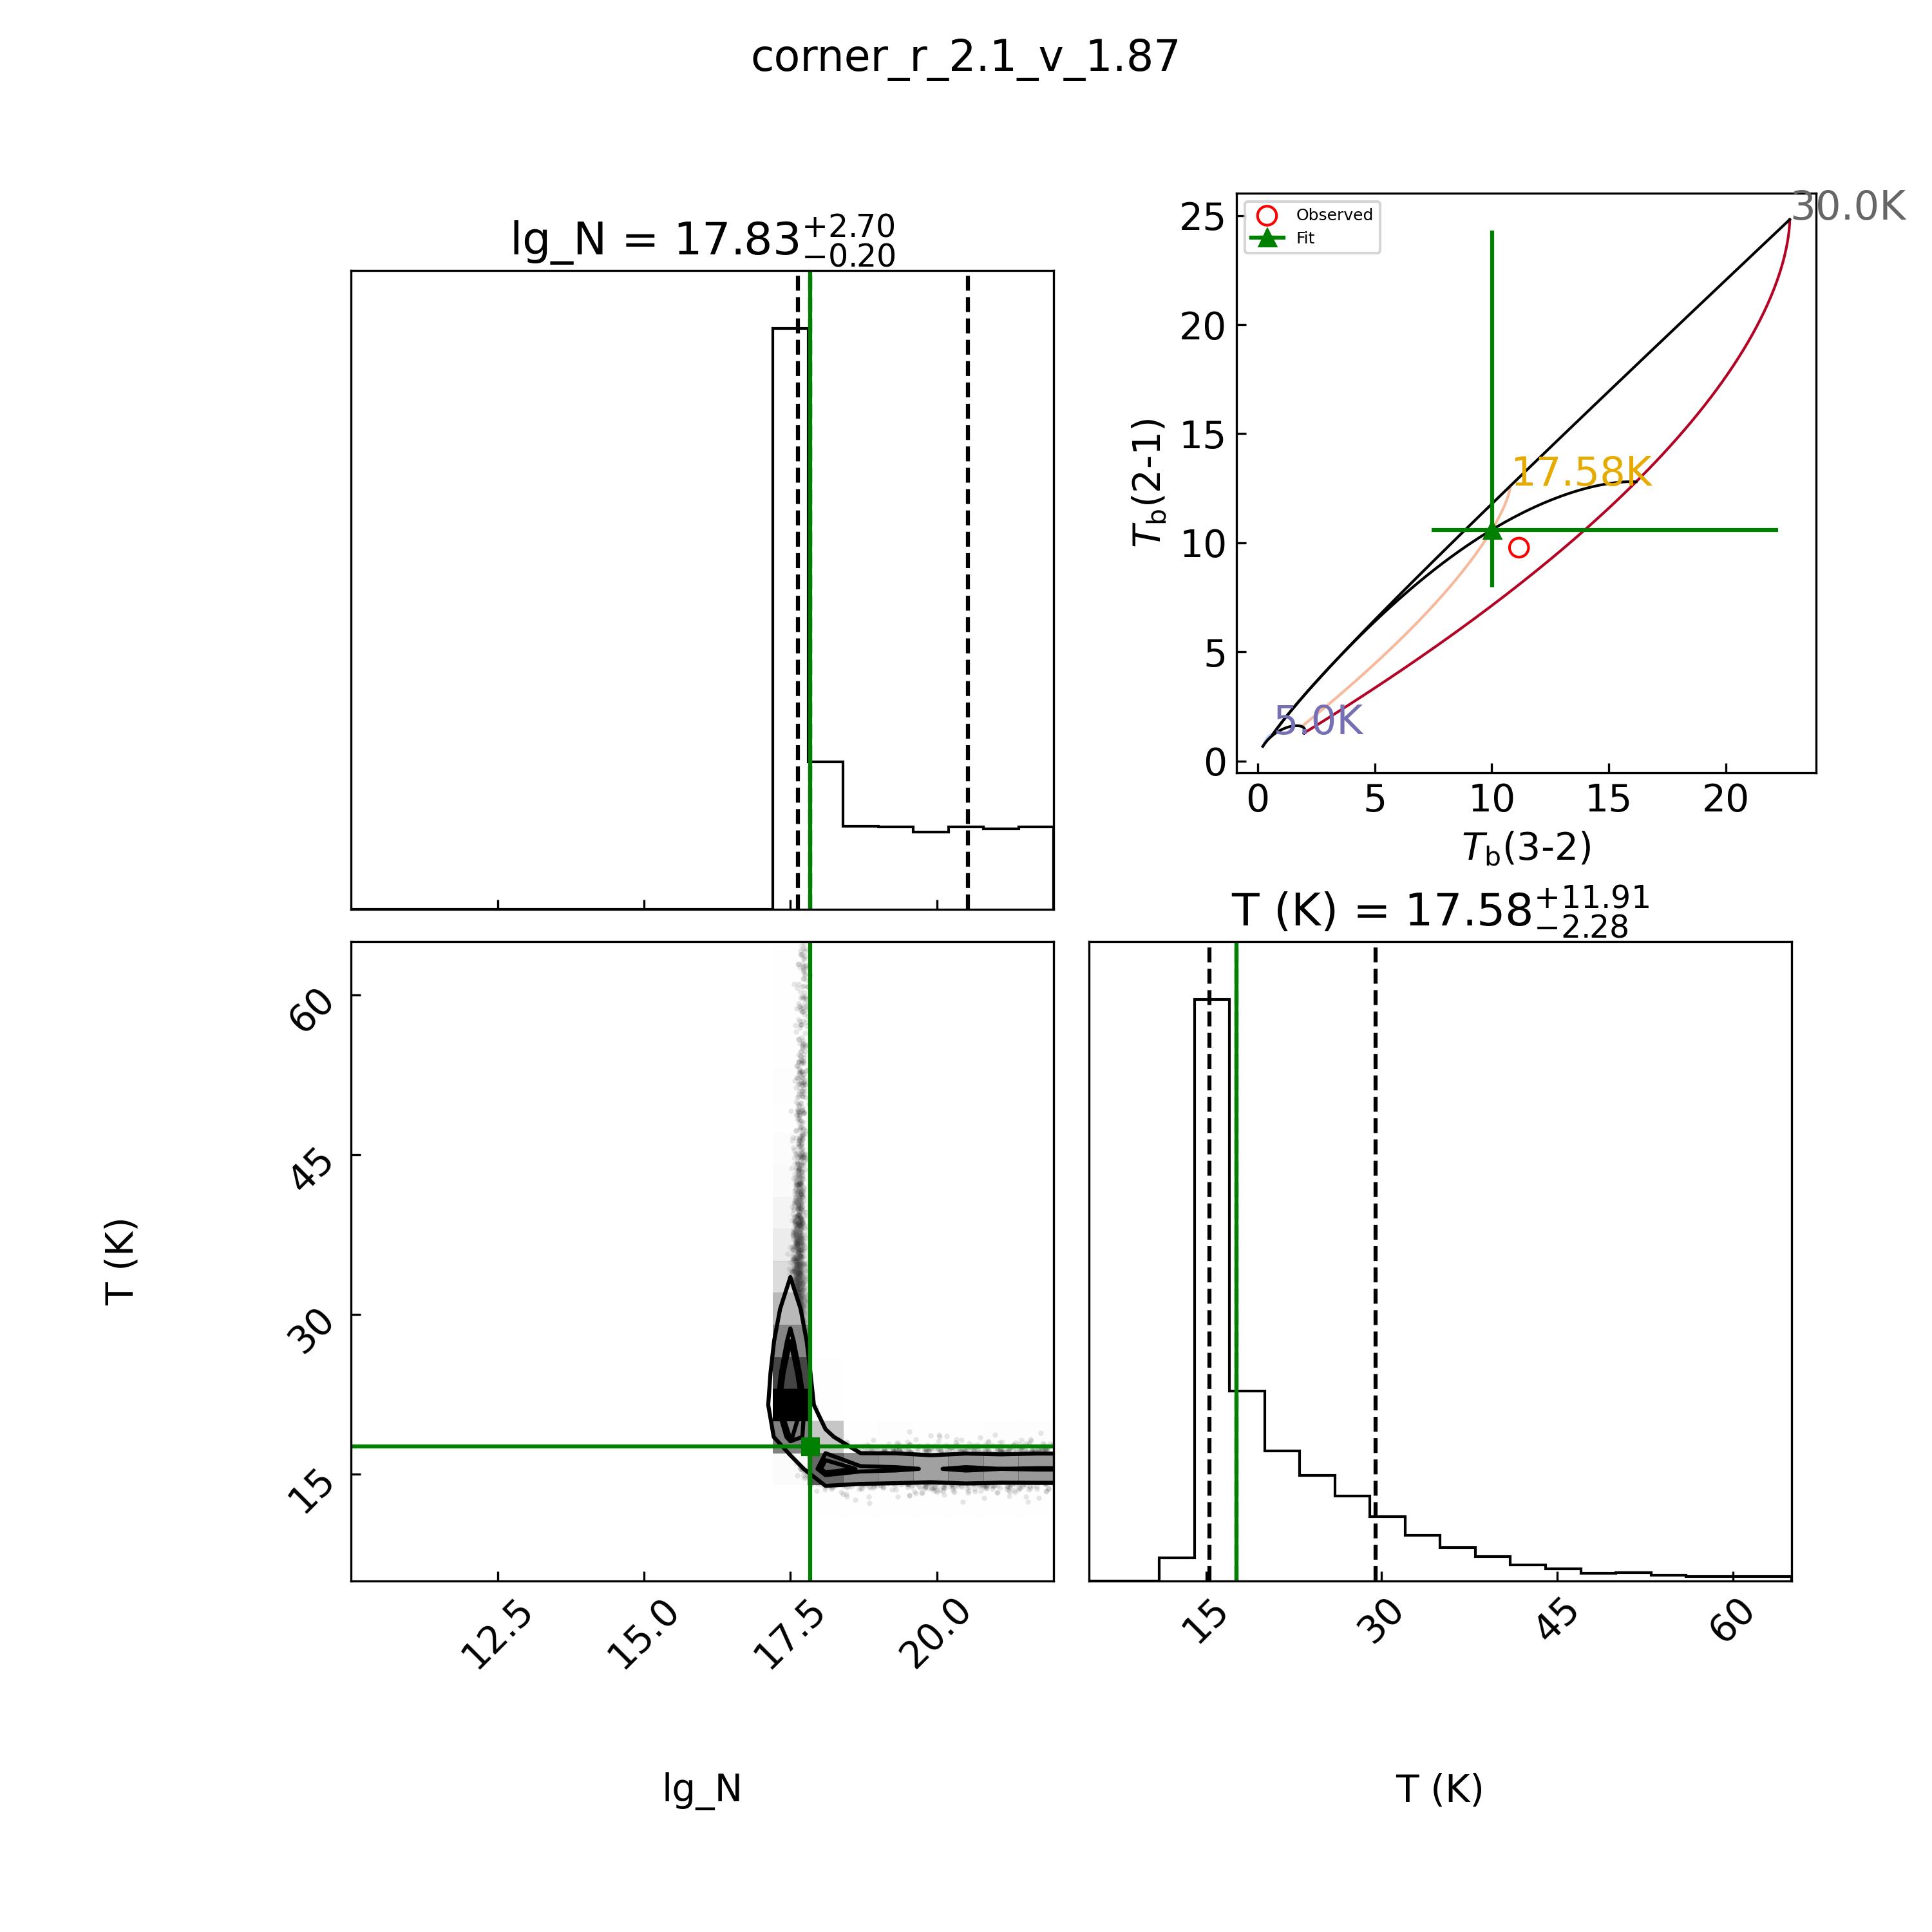 corner_r_2.1_v_1.87
lg_N = 17.83 +2.70 −0.20
25
20
15
10
5
0
Observed
Fit
30.0K
17.58K
5.0K
T_b(2-1)
0 5 10 15 20
T_b(3-2)
T (K) = 17.58 +11.91 −2.28
60
45
30
15
T (K)
12.5 15.0 17.5 20.0
lg_N
15 30 45 60
T (K)